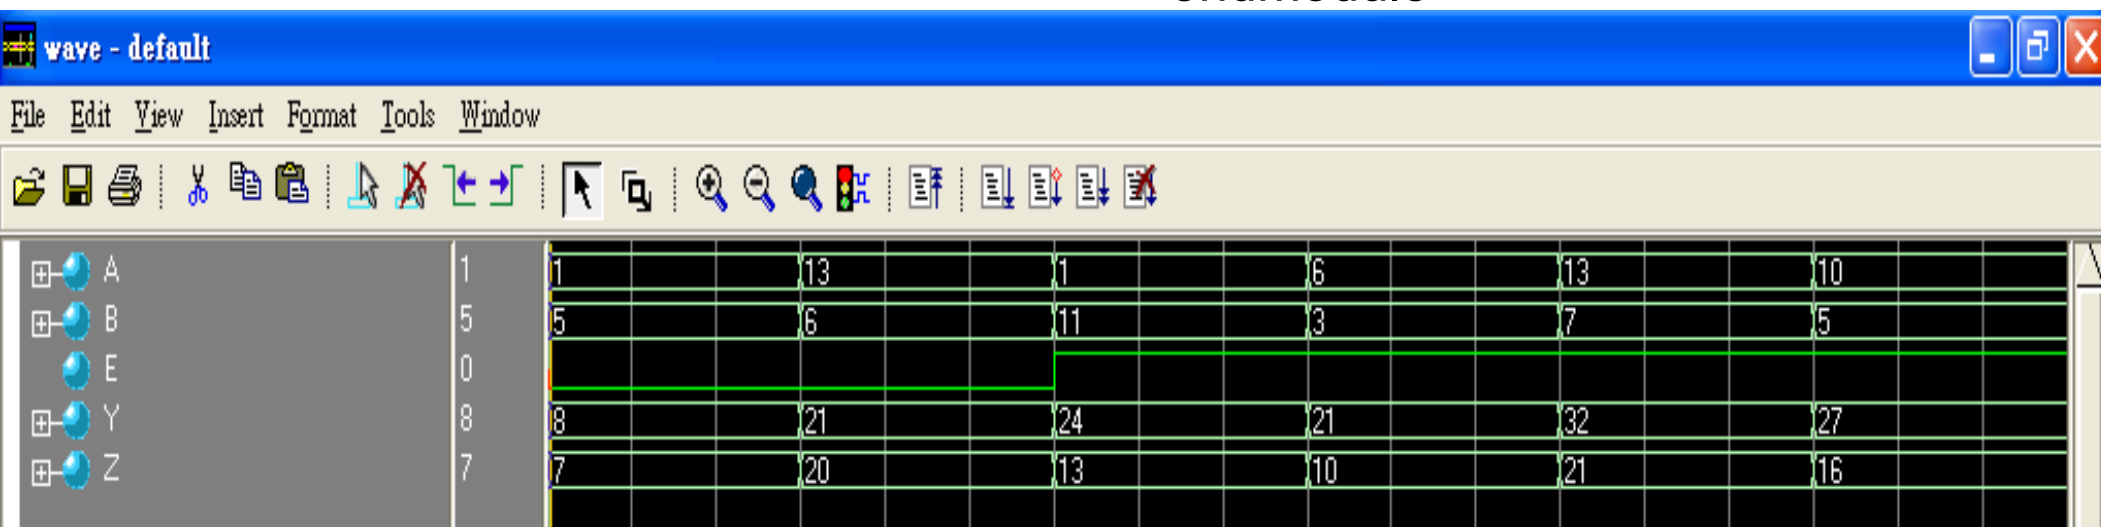 wave - default
File Edit View Insert Format Tools Window
A 1 1 13 1 6 13 10
B 5 5 6 11 3 7 5
E 0
Y 8 8 21 24 21 32 27
Z 7 7 20 13 10 21 16